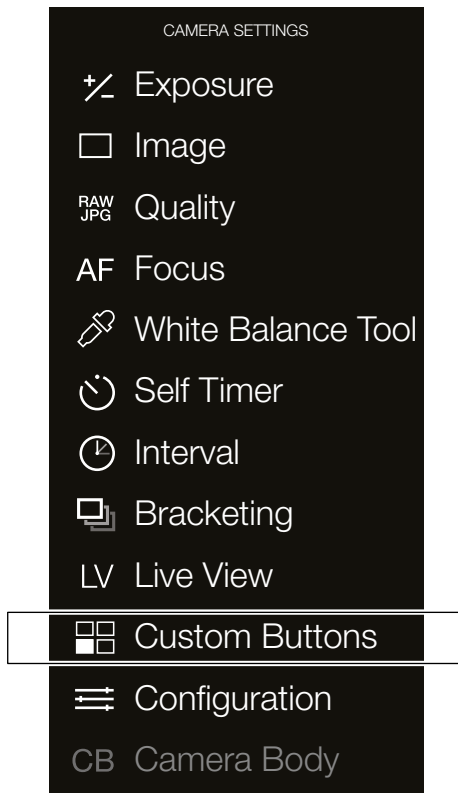 CAMERA SETTINGS
Exposure
Image
RAW
JPG Quality
AF Focus
White Balance Tool
Self Timer
Interval
Bracketing
LV Live View
Custom Buttons
Configuration
CB Camera Body